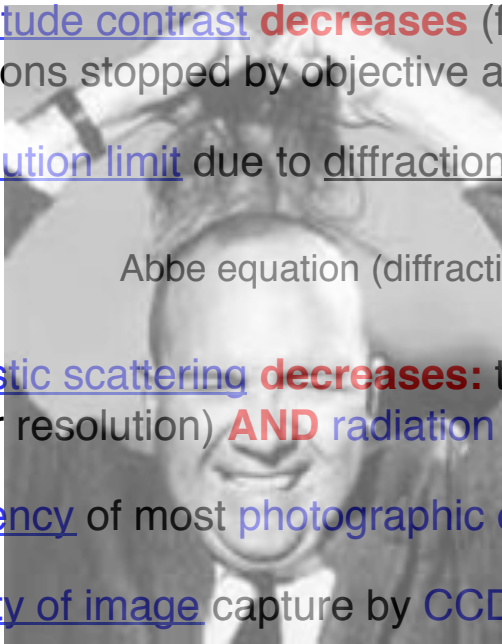 tude contrast decreases (f
ons stopped by objective a
ution limit due to diffraction
Abbe equation (diffracti
stic scattering decreases: t
r resolution) AND radiation
ency of most photographic
ty of image capture by CCD